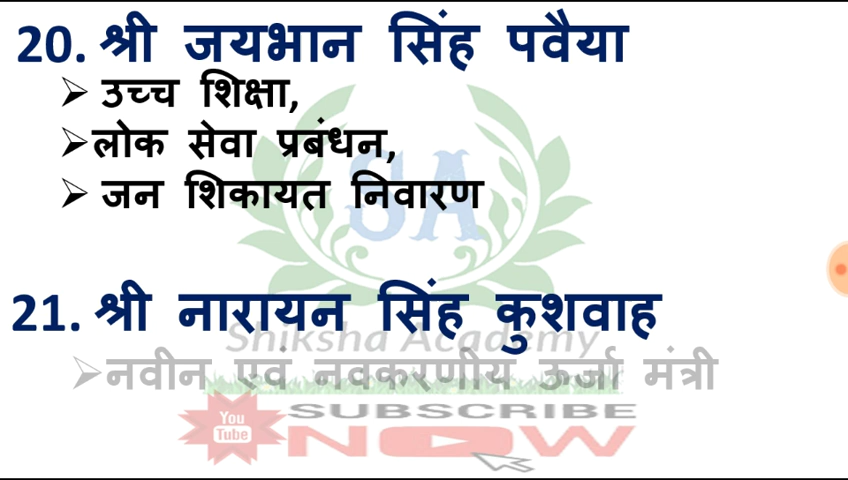 20. श्री जयभान सिंह पवैया
➢ उच्च शिक्षा,
➢लोक सेवा प्रबंधन,
➢ जन शिकायत निवारण
SA
21. श्री नारायन सिंह कुशवाह
Shiksha Academy
➢नवीन एवं नवकरणीय ऊर्जा मंत्री
You
Tube
SUBSCRIBE
NOW